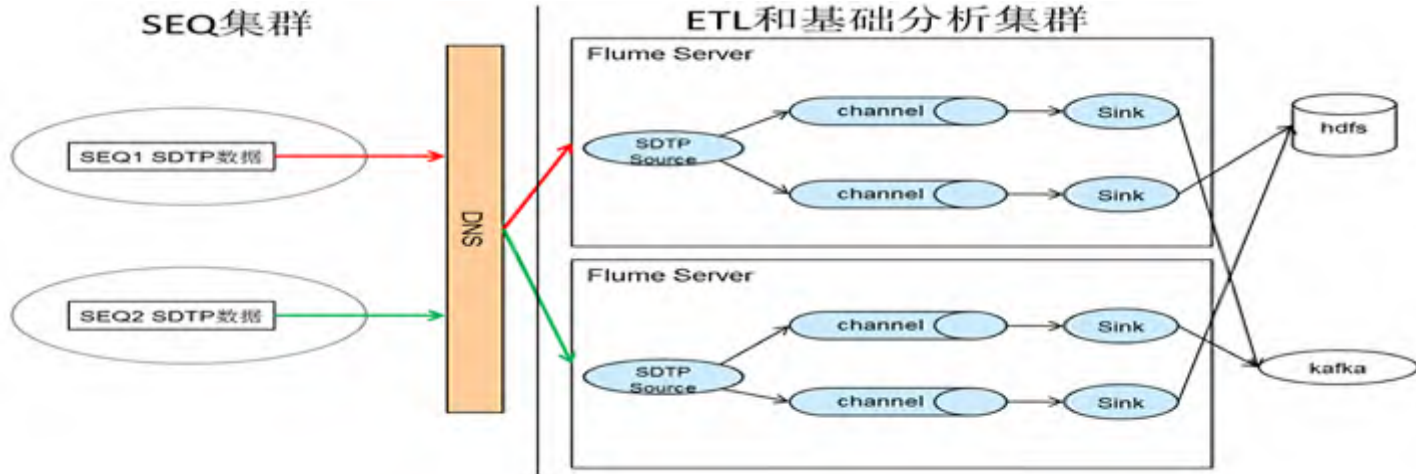 SEQ集群
ETL和基础分析集群
Flume Server
channel
Sink
hdfs
SEQ1 SDTP数据
SDTP
Source
channel
Sink
DNS
Flume Server
SEQ2 SDTP数据
channel
Sink
SDTP
Source
kafka
channel
Sink